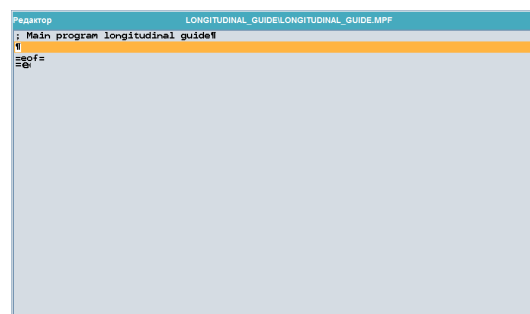 Редактор LONGITUDINAL_GUIDE\LONGITUDINAL_GUIDE.MPF
; Main program longitudinal guide¶
¶
=eof=